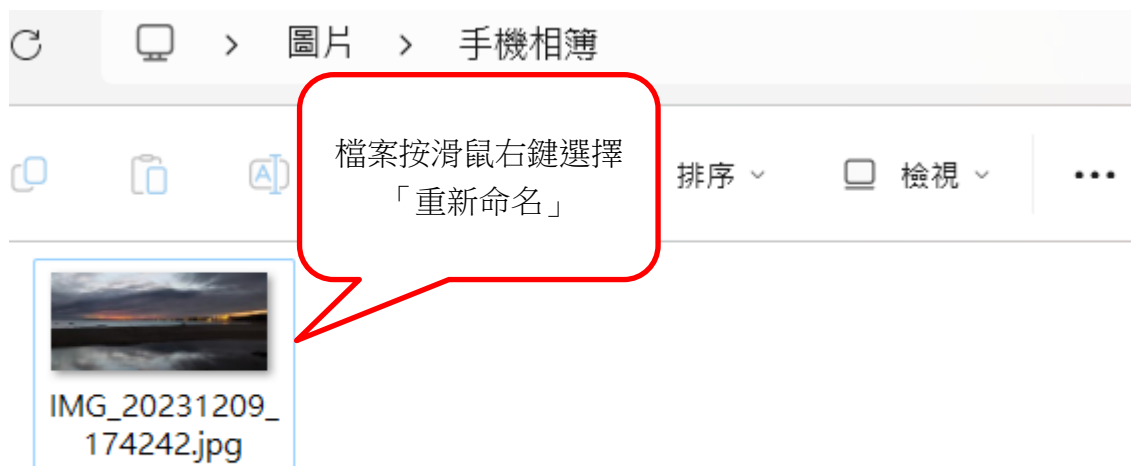 圖片 > 手機相簿
檔案按滑鼠右鍵選擇
「重新命名」
排序
檢視
IMG_20231209_
174242.jpg